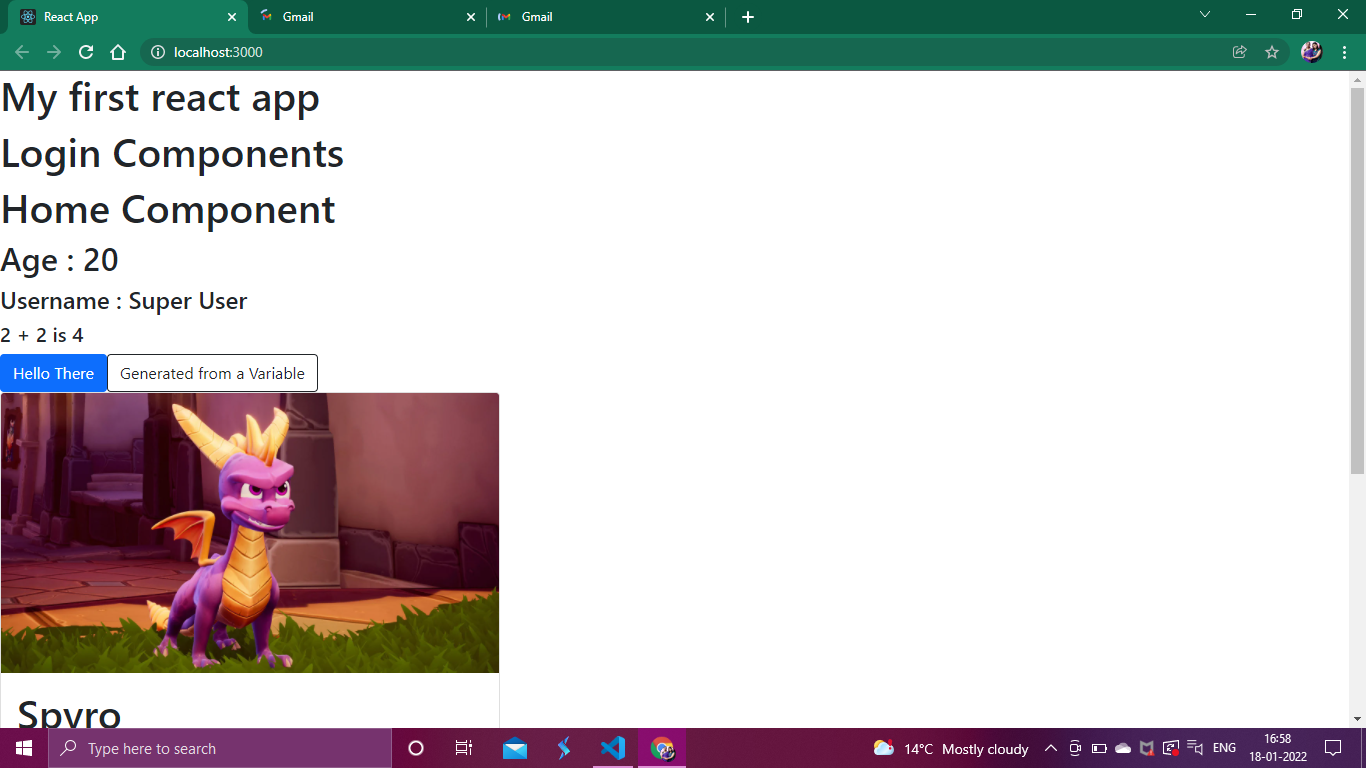 React App
Gmail
Gmail
localhost:3000
My first react app
Login Components
Home Component
Age : 20
Username : Super User
2 + 2 is 4
Hello There
Generated from a Variable
Spyro
Type here to search
14°C Mostly cloudy
ENG
16:58
18-01-2022